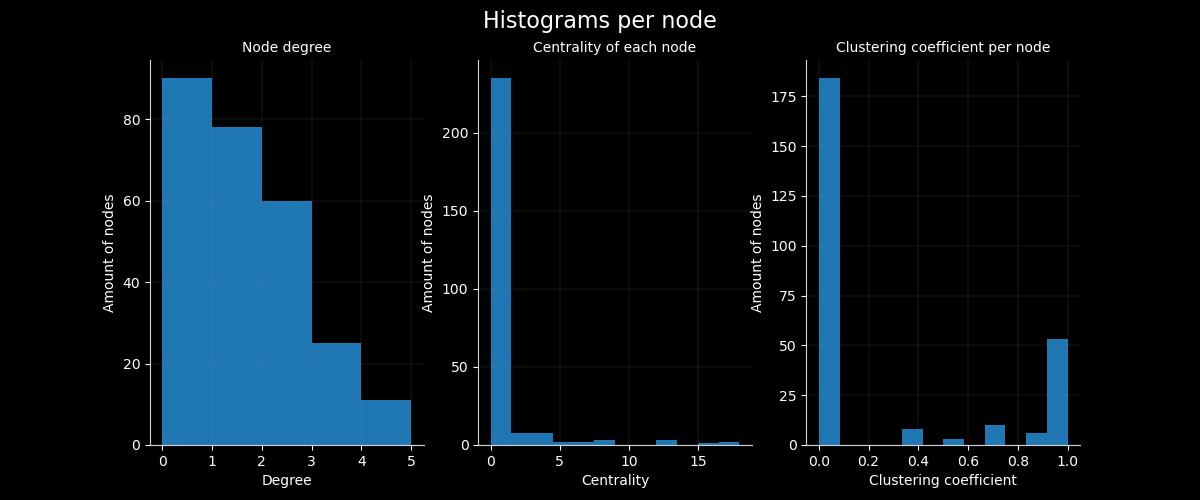 Histograms per node
Node degree
Centrality of each node
Clustering coefficient per node
Amount of nodes
80
60
40
20
0
0 1 2 3 4 5
Degree
Amount of nodes
200
150
100
50
0
0 5 10 15
Centrality
Amount of nodes
175
150
125
100
75
50
25
0
0.0 0.2 0.4 0.6 0.8 1.0
Clustering coefficient